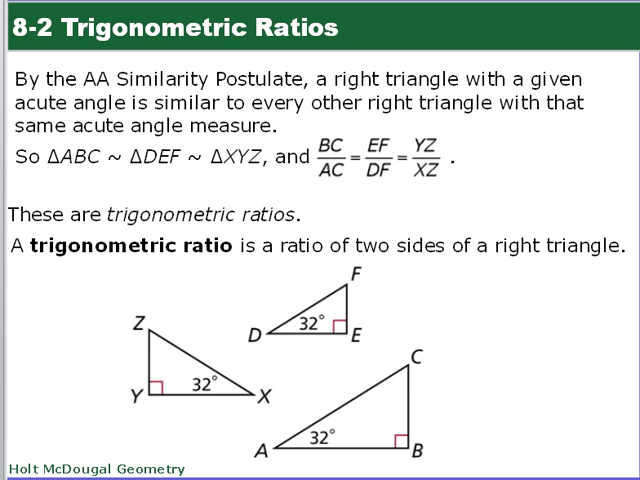 8-2 Trigonometric Ratios
By the AA Similarity Postulate, a right triangle with a given
acute angle is similar to every other right triangle with that
same acute angle measure.
So ∆ABC ~ ∆DEF ~ ∆XYZ, and BC/AC = EF/DF = YZ/XZ .
These are trigonometric ratios.
A trigonometric ratio is a ratio of two sides of a right triangle.
F
Z
32°
D
E
C
32°
Y
X
32°
A
B
Holt McDougal Geometry